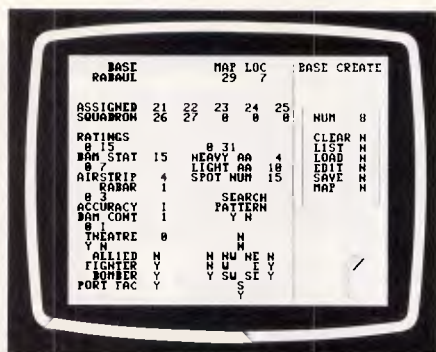 BASE MAP LOC BASE CREATE
RABAUL 29 7
ASSIGNED 21 22 23 24 25
SQUADRON 26 27 0 0 0 NUM 8
RATINGS CLEAR N
0 15 0 31 LIST N
DAM STAT 15 HEAVY AA 4 LOAD N
0 7 LIGHT AA 10 EDIT N
AIRSTRIP 4 SPOT NUM 15 SAVE N
RADAR 1 MAP N
0 3 SEARCH
ACCURACY 1 PATTERN
DAM CONT 1 Y N
0 1
THEATRE 0 N
Y N N
ALLIED N N NW NE N
FIGHTER Y N W E Y
BOMBER Y Y SW SE Y
PORT FAC Y S
Y